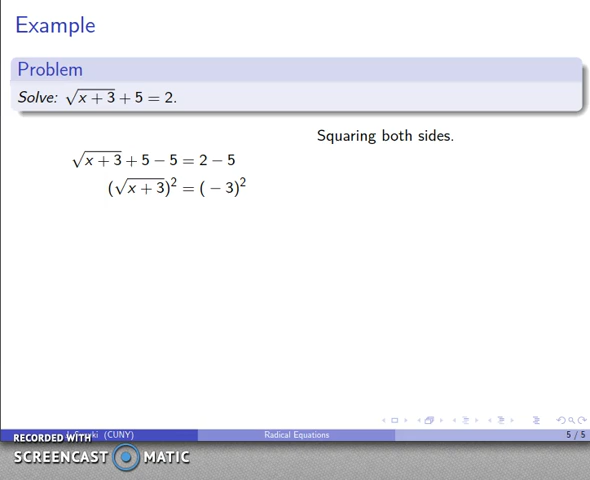 Example
Problem
Solve: √x + 3 + 5 = 2.
Squaring both sides.
√x + 3 + 5 − 5 = 2 − 5
(√x + 3)² = ( − 3)²
(CUNY)
Radical Equations
5 / 5
RECORDED WITH
SCREENCAST MATIC